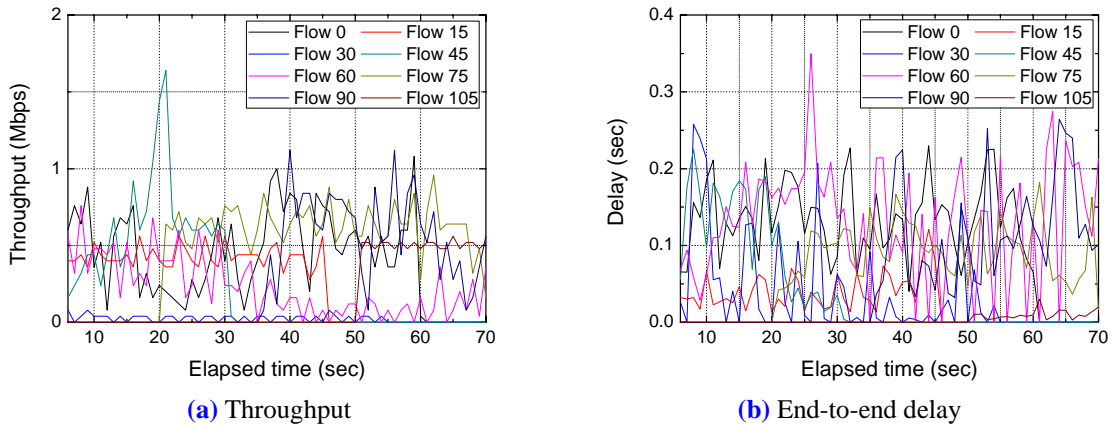 2
1
0
Throughput (Mbps)
Flow 0 Flow 15
Flow 30 Flow 45
Flow 60 Flow 75
Flow 90 Flow 105
10 20 30 40 50 60 70
Elapsed time (sec)
(a) Throughput
0.4
0.3
0.2
0.1
0.0
Delay (sec)
Flow 0 Flow 15
Flow 30 Flow 45
Flow 60 Flow 75
Flow 90 Flow 105
10 20 30 40 50 60 70
Elapsed time (sec)
(b) End-to-end delay